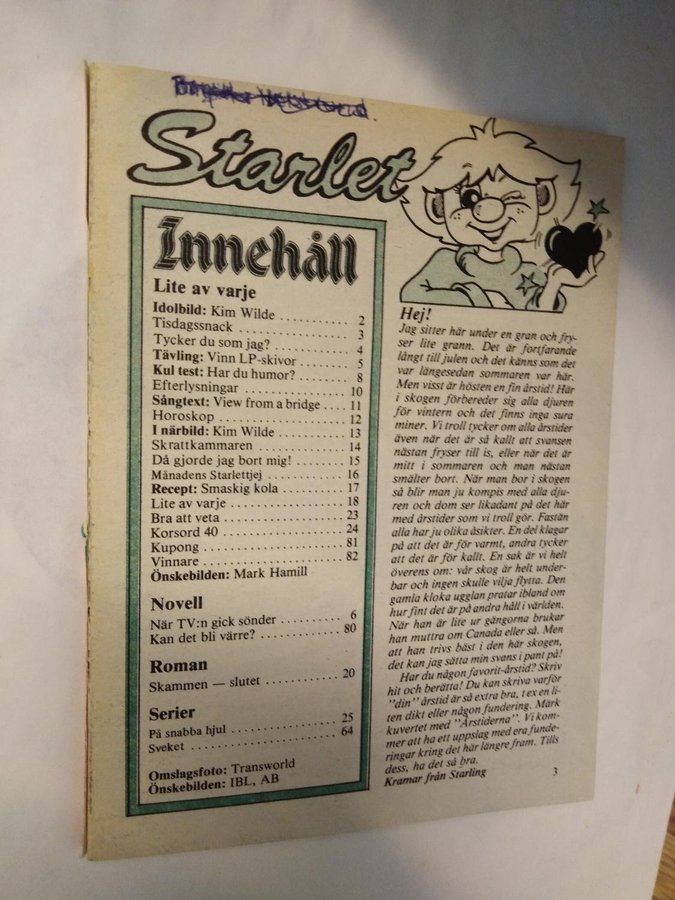 Starlet
Innehåll
Lite av varje
Idolbild: Kim Wilde . . . . . . . . . . . . 2
Tisdagssnack . . . . . . . . . . . . . . . . . . 3
Tycker du som jag? . . . . . . . . . . . . 4
Tävling: Vinn LP-skivor . . . . . . . . . 5
Kul test: Har du humor? . . . . . . . . . 8
Efterlysningar . . . . . . . . . . . . . . . . 10
Sångtext: View from a bridge . . . . 11
Horoskop . . . . . . . . . . . . . . . . . . . . 12
I närbild: Kim Wilde . . . . . . . . . . . 13
Skrattkammaren . . . . . . . . . . . . . . 14
Då gjorde jag bort mig! . . . . . . . . 15
Månadens Starlettjej . . . . . . . . . . . 16
Recept: Smaskig kola . . . . . . . . . . 17
Lite av varje . . . . . . . . . . . . . . . . . 18
Bra att veta . . . . . . . . . . . . . . . . . . 23
Korsord 40 . . . . . . . . . . . . . . . . . . 24
Kupong . . . . . . . . . . . . . . . . . . . . . 81
Vinnare . . . . . . . . . . . . . . . . . . . . . 82
Önskebilden: Mark Hamill
Novell
När TV:n gick sönder . . . . . . . . . . 6
Kan det bli värre? . . . . . . . . . . . . . 80
Roman
Skammen — slutet . . . . . . . . . . . . 20
Serier
På snabba hjul . . . . . . . . . . . . . . . 25
Sveket . . . . . . . . . . . . . . . . . . . . . . 64
Omslagsfoto: Transworld
Önskebilden: IBL, AB
Hej!
Jag sitter här under en gran och fry-
ser lite grann. Det är fortfarande
långt till julen och det känns som det
var längesedan sommaren var här.
Men visst är hösten en fin årstid! Här
i skogen förbereder sig alla djuren
för vintern och det finns inga sura
miner. Vi troll tycker om alla årstider
även när det är så kallt att svansen
nästan fryser till is, eller när det är
mitt i sommaren och man nästan
smälter bort. När man bor i skogen
så blir man ju kompis med alla dju-
ren och dom ser likadant på det här
med årstider som vi troll gör. Fastän
alla har ju olika åsikter. En del klagar
på att det är för varmt, andra tycker
att det är för kallt. En sak är vi helt
överens om: vår skog är helt under-
bar och ingen skulle vilja flytta. Den
gamla kloka ugglan pratar ibland om
hur fint det är på andra håll i världen.
När han är lite ur gängorna brukar
han muttra om Canada eller så. Men
att han trivs bäst i den här skogen,
det kan jag sätta min svans i pant på!
Har du någon favorit-årstid? Skriv
hit och berätta! Du kan skriva varför
"din" årstid är så extra bra, t ex en li-
ten dikt eller någon fundering. Märk
kuvertet med "Årstiderna". Vi kom-
mer att ha ett uppslag med era funde-
ringar kring det här längre fram. Tills
dess, ha det så bra.
Kramar från Starling
3